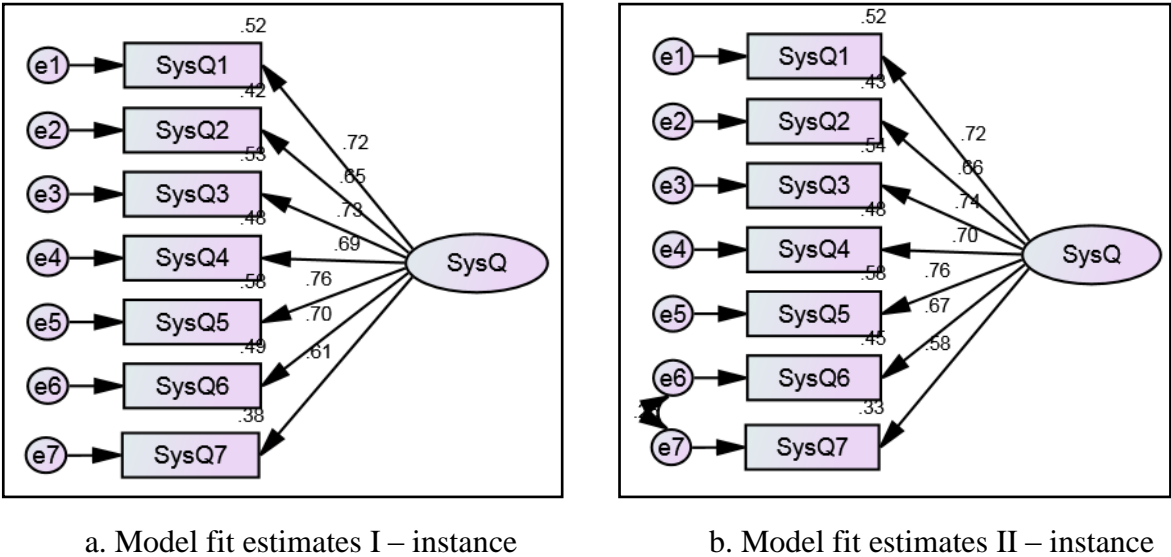 .52
e1 SysQ1
.42
e2 SysQ2
.53
e3 SysQ3
.48
e4 SysQ4
.58
e5 SysQ5
.49
e6 SysQ6
.38
e7 SysQ7
.72
.65
.73
.69
.76
.70
.61
SysQ
a. Model fit estimates I – instance
.52
e1 SysQ1
.43
e2 SysQ2
.54
e3 SysQ3
.48
e4 SysQ4
.58
e5 SysQ5
.45
e6 SysQ6
.33
e7 SysQ7
.72
.66
.74
.70
.76
.67
.58
SysQ
b. Model fit estimates II – instance